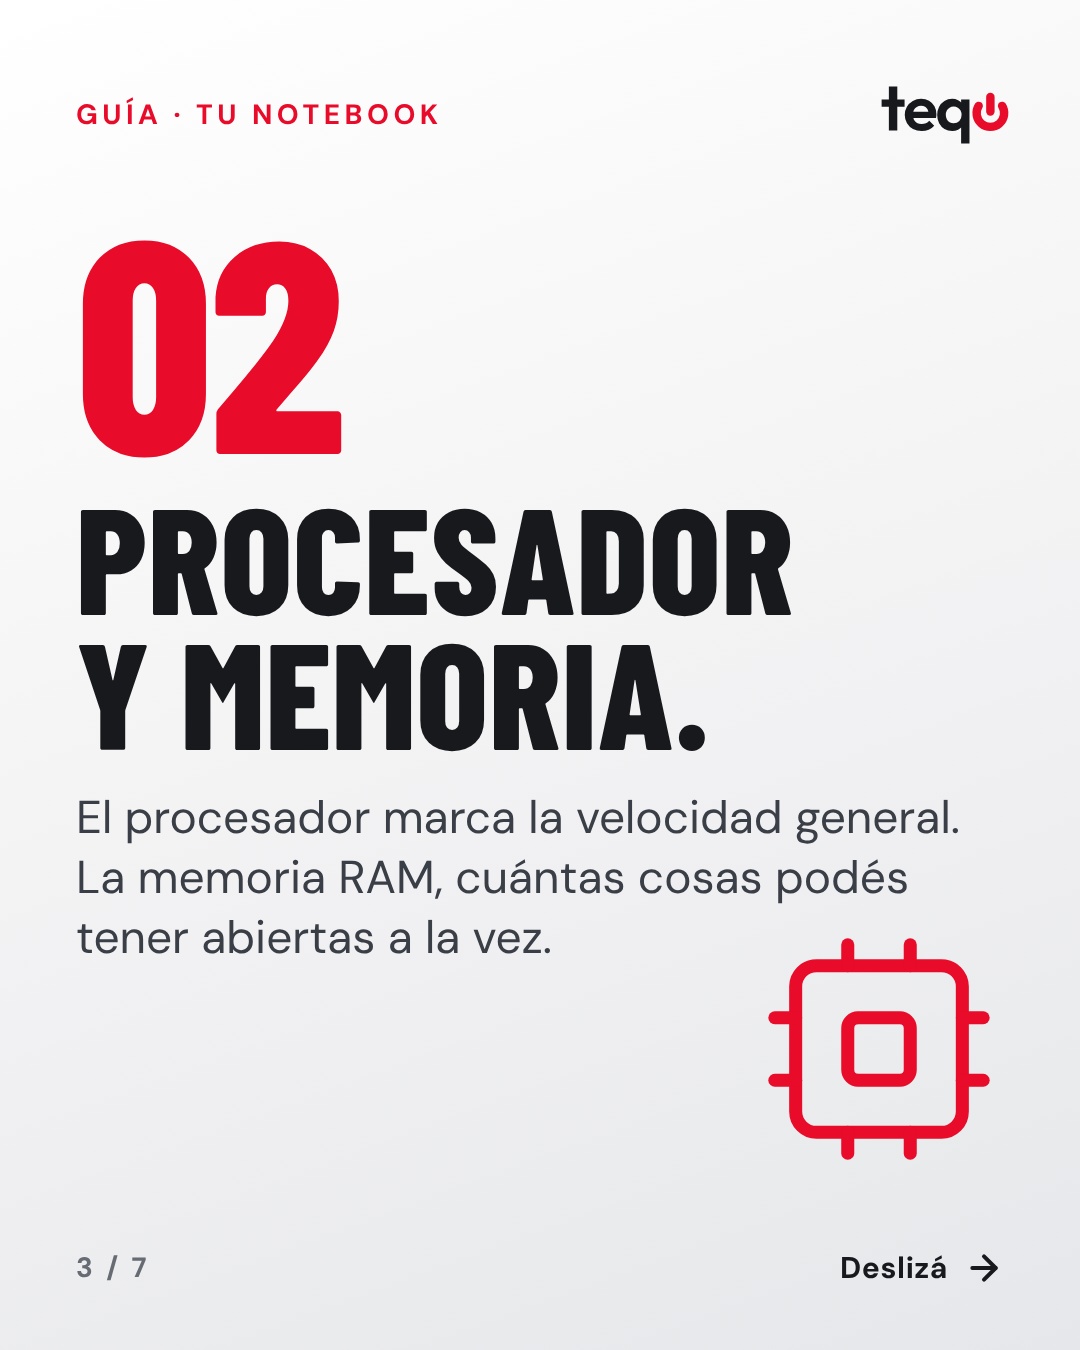 GUÍA · TU NOTEBOOK
teqo
02
PROCESADOR
Y MEMORIA.
El procesador marca la velocidad general.
La memoria RAM, cuántas cosas podés
tener abiertas a la vez.
3 / 7
Deslizá →